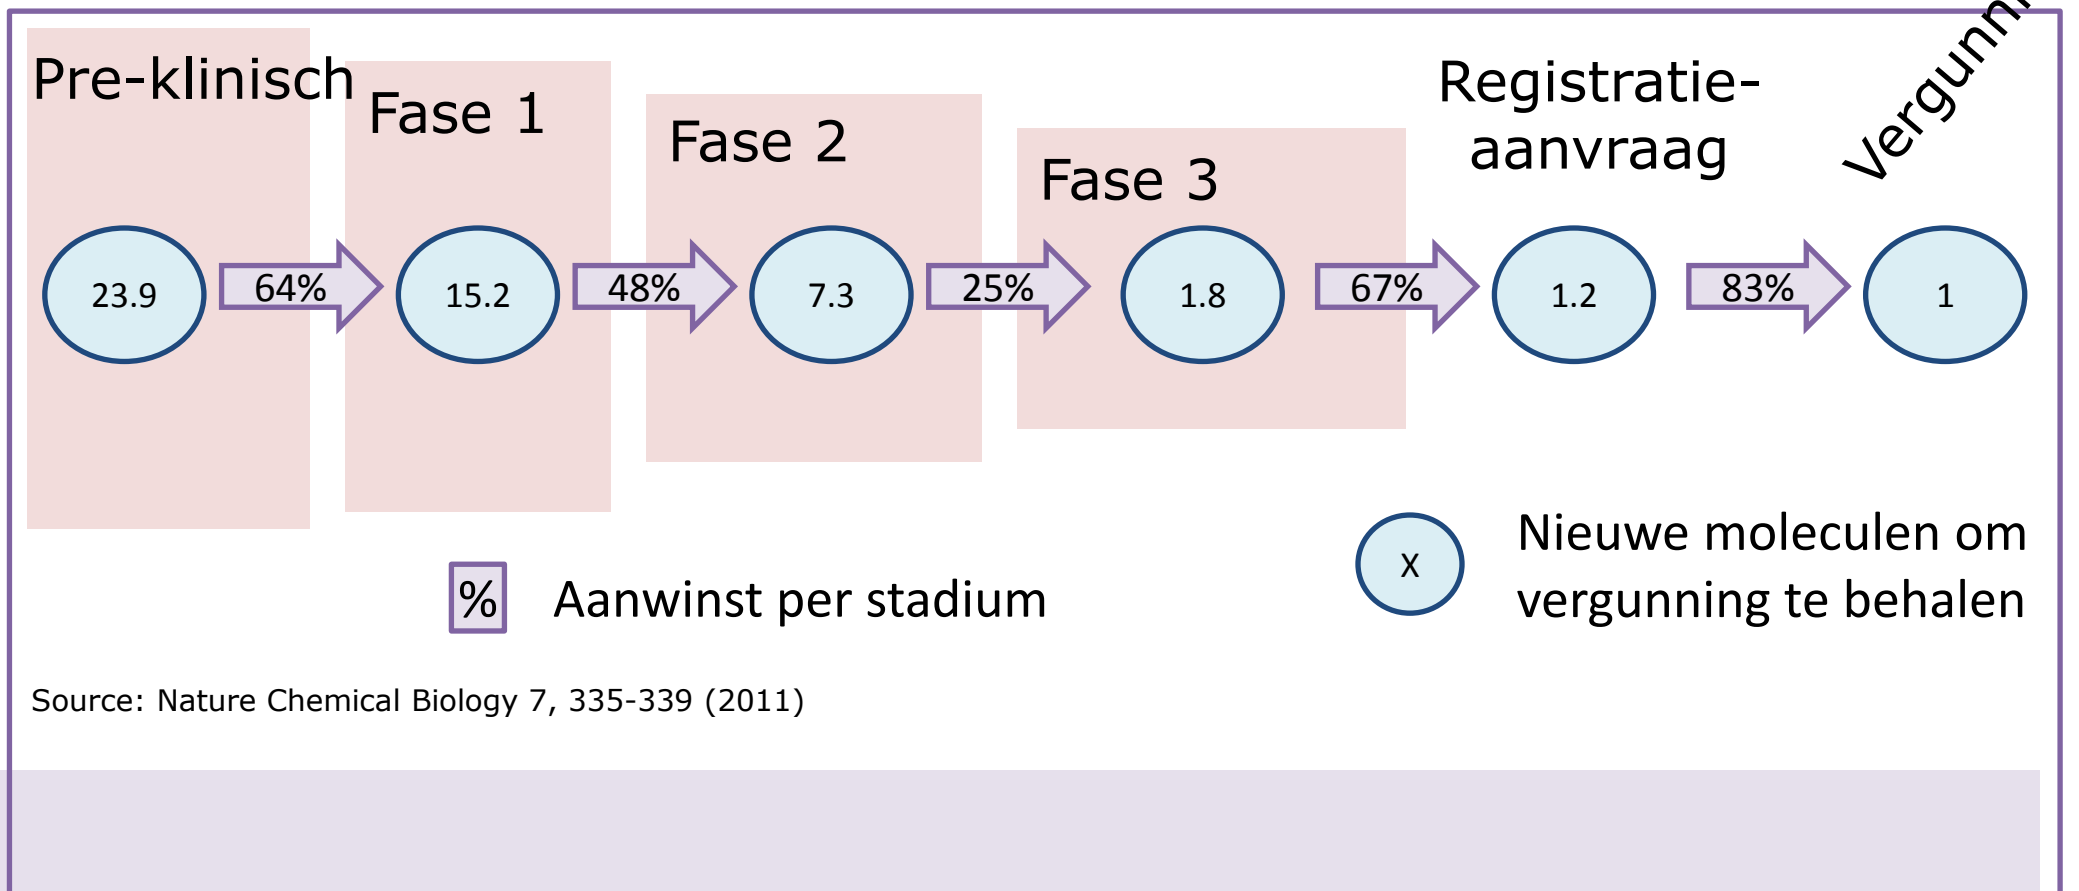 Pre-klinisch
Fase 1
Fase 2
Fase 3
Registratie-
aanvraag
23.9
64%
15.2
48%
7.3
25%
1.8
67%
1.2
83%
1
% Aanwinst per stadium
X
Nieuwe moleculen om
vergunning te behalen
Source: Nature Chemical Biology 7, 335-339 (2011)